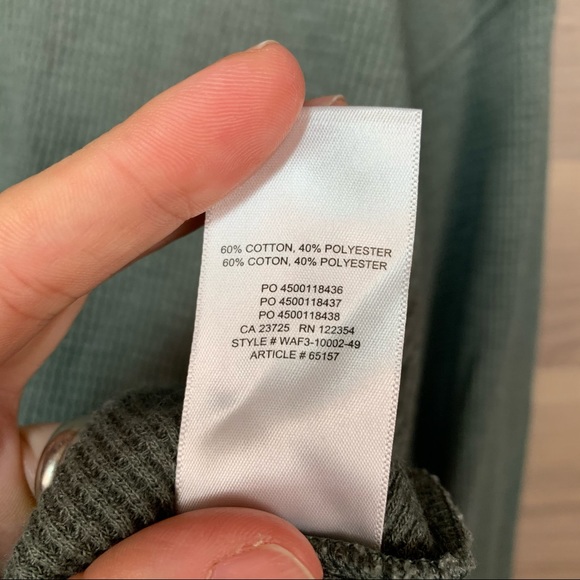 60% COTTON, 40% POLYESTER
60% COTON, 40% POLYESTER
PO 4500118436
PO 4500118437
PO 4500118438
CA 23725 RN 122354
STYLE # WAF3-10002-49
ARTICLE # 65157